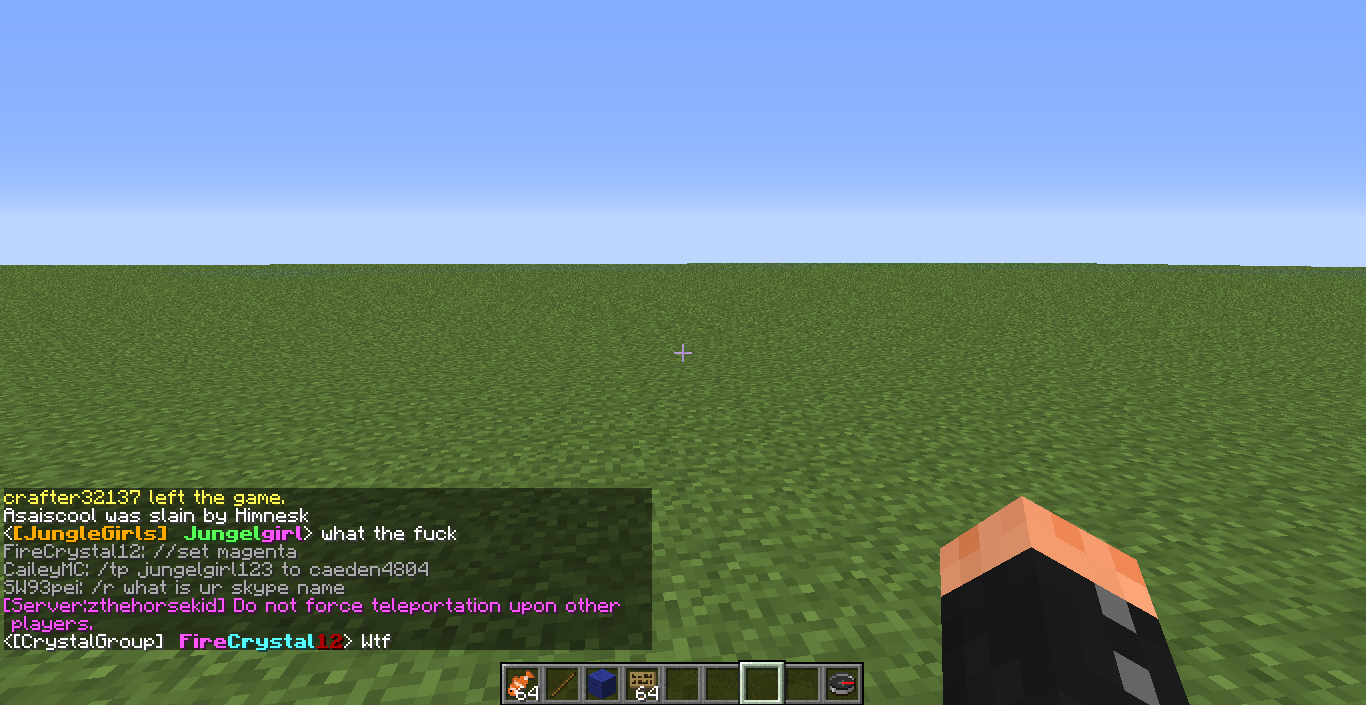 crafter32137 left the game.
Asaiscool was slain by Himnesk
<[JungleGirls] Jungelgirl> what the fuck
FireCrystal12: //set magenta
CaileyMC: /tp jungelgirl123 to caeden4804
SW93pei: /r what is ur skype name
[Server:zthehorsekid] Do not force teleportation upon other
players.
<[CrystalGroup] FireCrystal12> Wtf
64 64